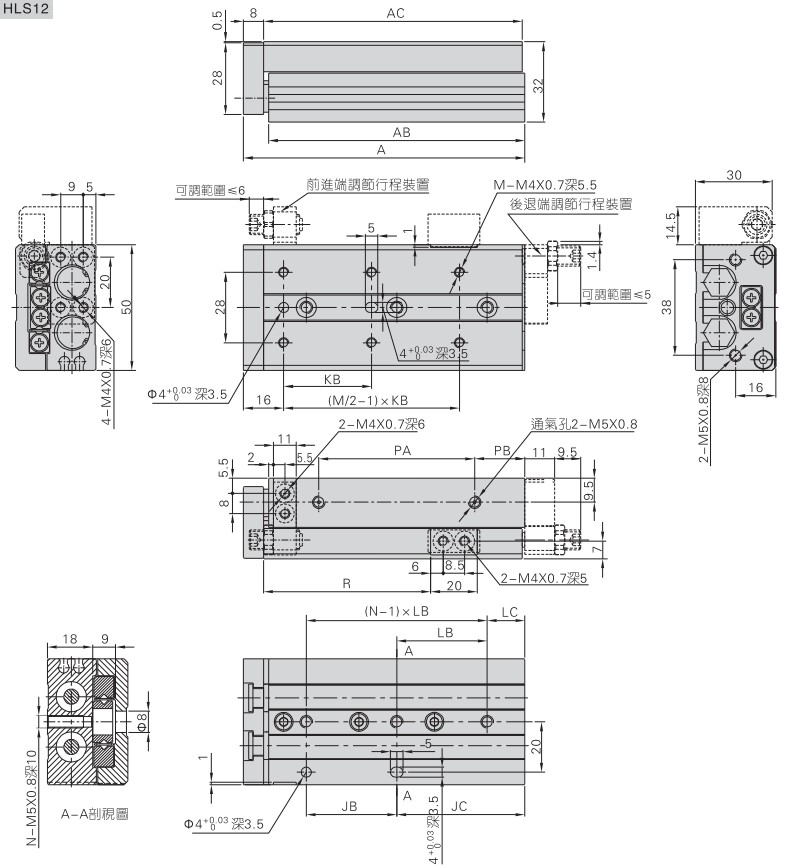 HLS12
0.5
8
AC
28
32
AB
A
9
5
20
50
4-M4X0.7深6
可調範圍≤6
前進端調節行程裝置
M-M4X0.7深5.5
後退端調節行程裝置
5
1
1.4
28
可調範圍≤5
4+0.03 0 深3.5
KB
Φ4+0.03 0 深3.5
16
(M/2-1)×KB
30
14.5
38
16
2-M5X0.8深8
2-M4X0.7深6
通氣孔2-M5X0.8
11
2
5.5
5.5
8
PA
PB
11
9.5
9.5
7
6
8.5
R
20
2-M4X0.7深5
(N-1)×LB
LC
LB
A
18
9
Φ8
N-M5X0.8深10
A-A剖視圖
5
20
1
JB
JC
A
Φ4+0.03 0 深3.5
4+0.03 0 深3.5